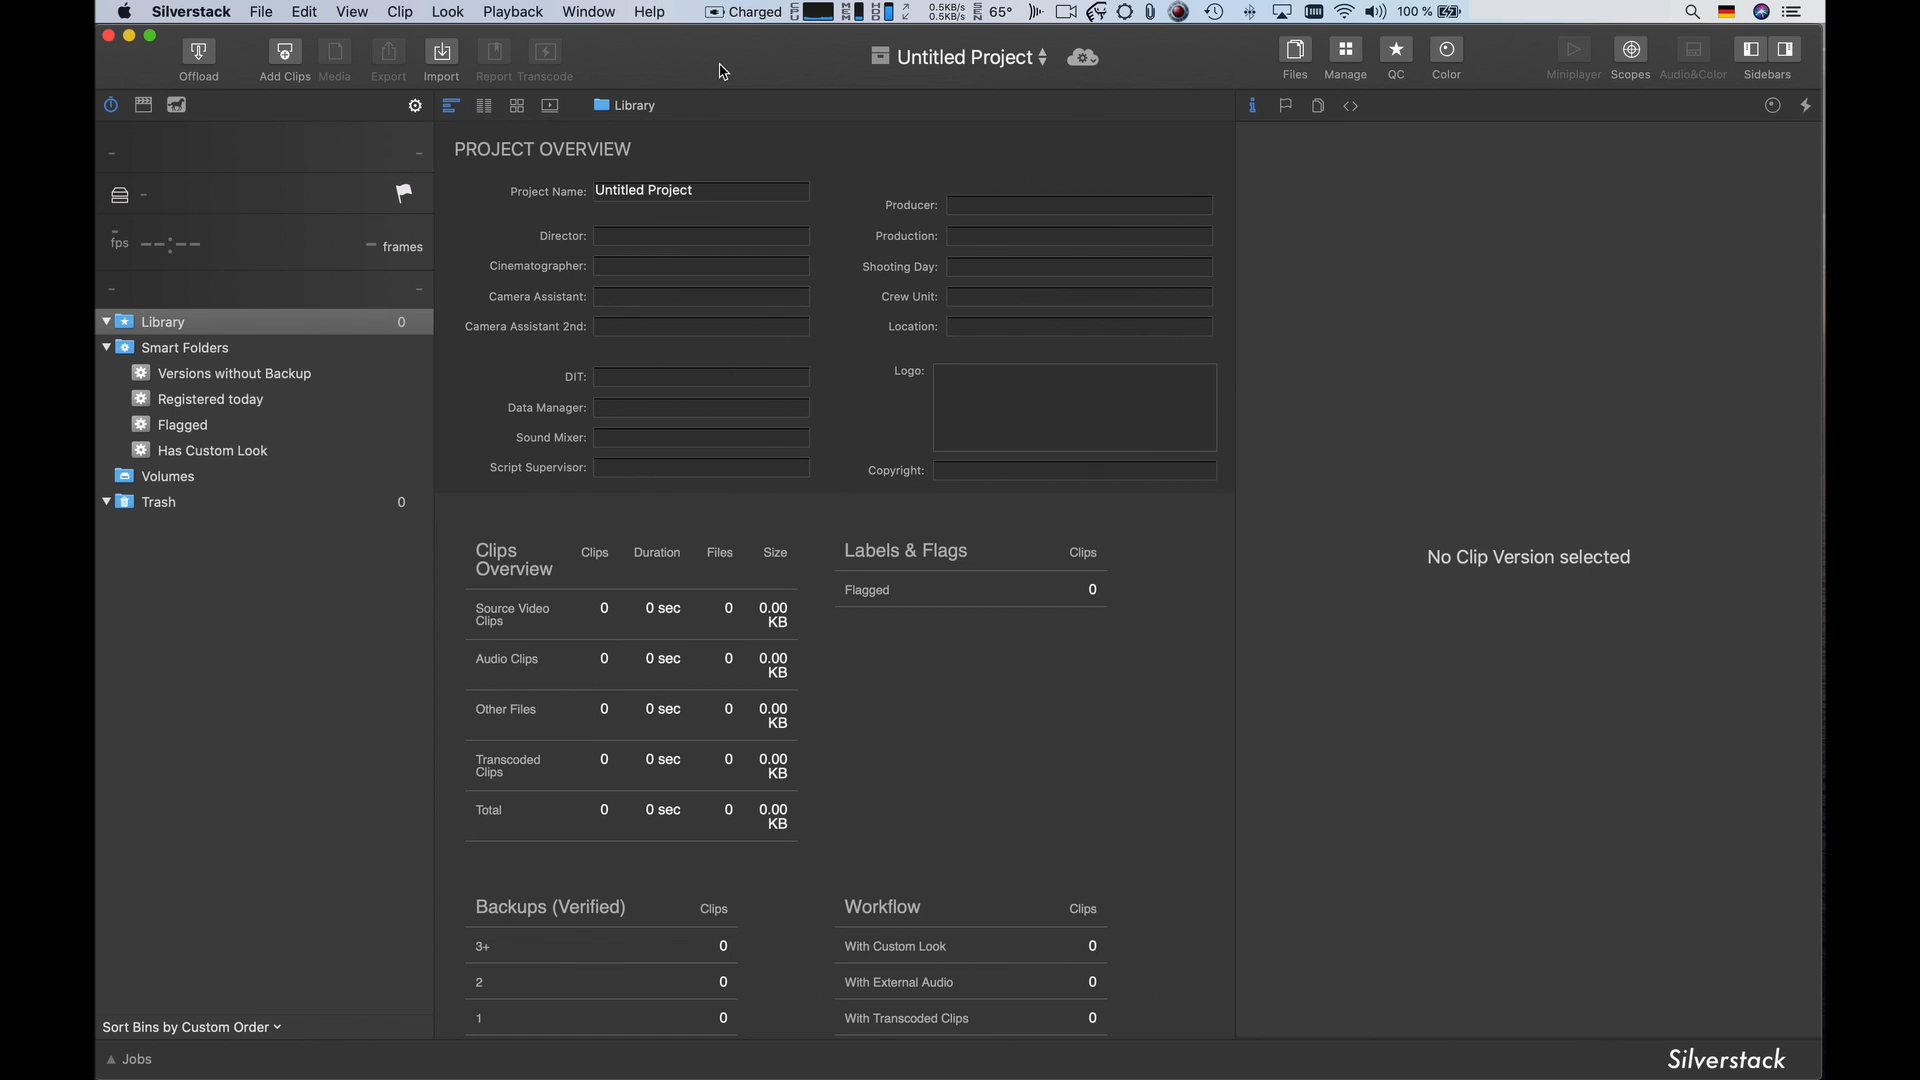 Silverstack File Edit View Clip Look Playback Window Help Charged CPU MEM HDD 0.5KB/s 0.5KB/s SEN 65° 100 %
Offload Add Clips Media Export Import Report Transcode Untitled Project Files Manage QC Color Miniplayer Scopes Audio&Color Sidebars
Library
– –
–
– fps --:-- – frames
– –
Library 0
Smart Folders
Versions without Backup
Registered today
Flagged
Has Custom Look
Volumes
Trash 0
Sort Bins by Custom Order
Jobs
PROJECT OVERVIEW
Project Name: Untitled Project
Director:
Cinematographer:
Camera Assistant:
Camera Assistant 2nd:
DIT:
Data Manager:
Sound Mixer:
Script Supervisor:
Producer:
Production:
Shooting Day:
Crew Unit:
Location:
Logo:
Copyright:
Clips Overview Clips Duration Files Size
Source Video Clips 0 0 sec 0 0.00 KB
Audio Clips 0 0 sec 0 0.00 KB
Other Files 0 0 sec 0 0.00 KB
Transcoded Clips 0 0 sec 0 0.00 KB
Total 0 0 sec 0 0.00 KB
Labels & Flags Clips
Flagged 0
Backups (Verified) Clips
3+ 0
2 0
1 0
Workflow Clips
With Custom Look 0
With External Audio 0
With Transcoded Clips 0
No Clip Version selected
Silverstack